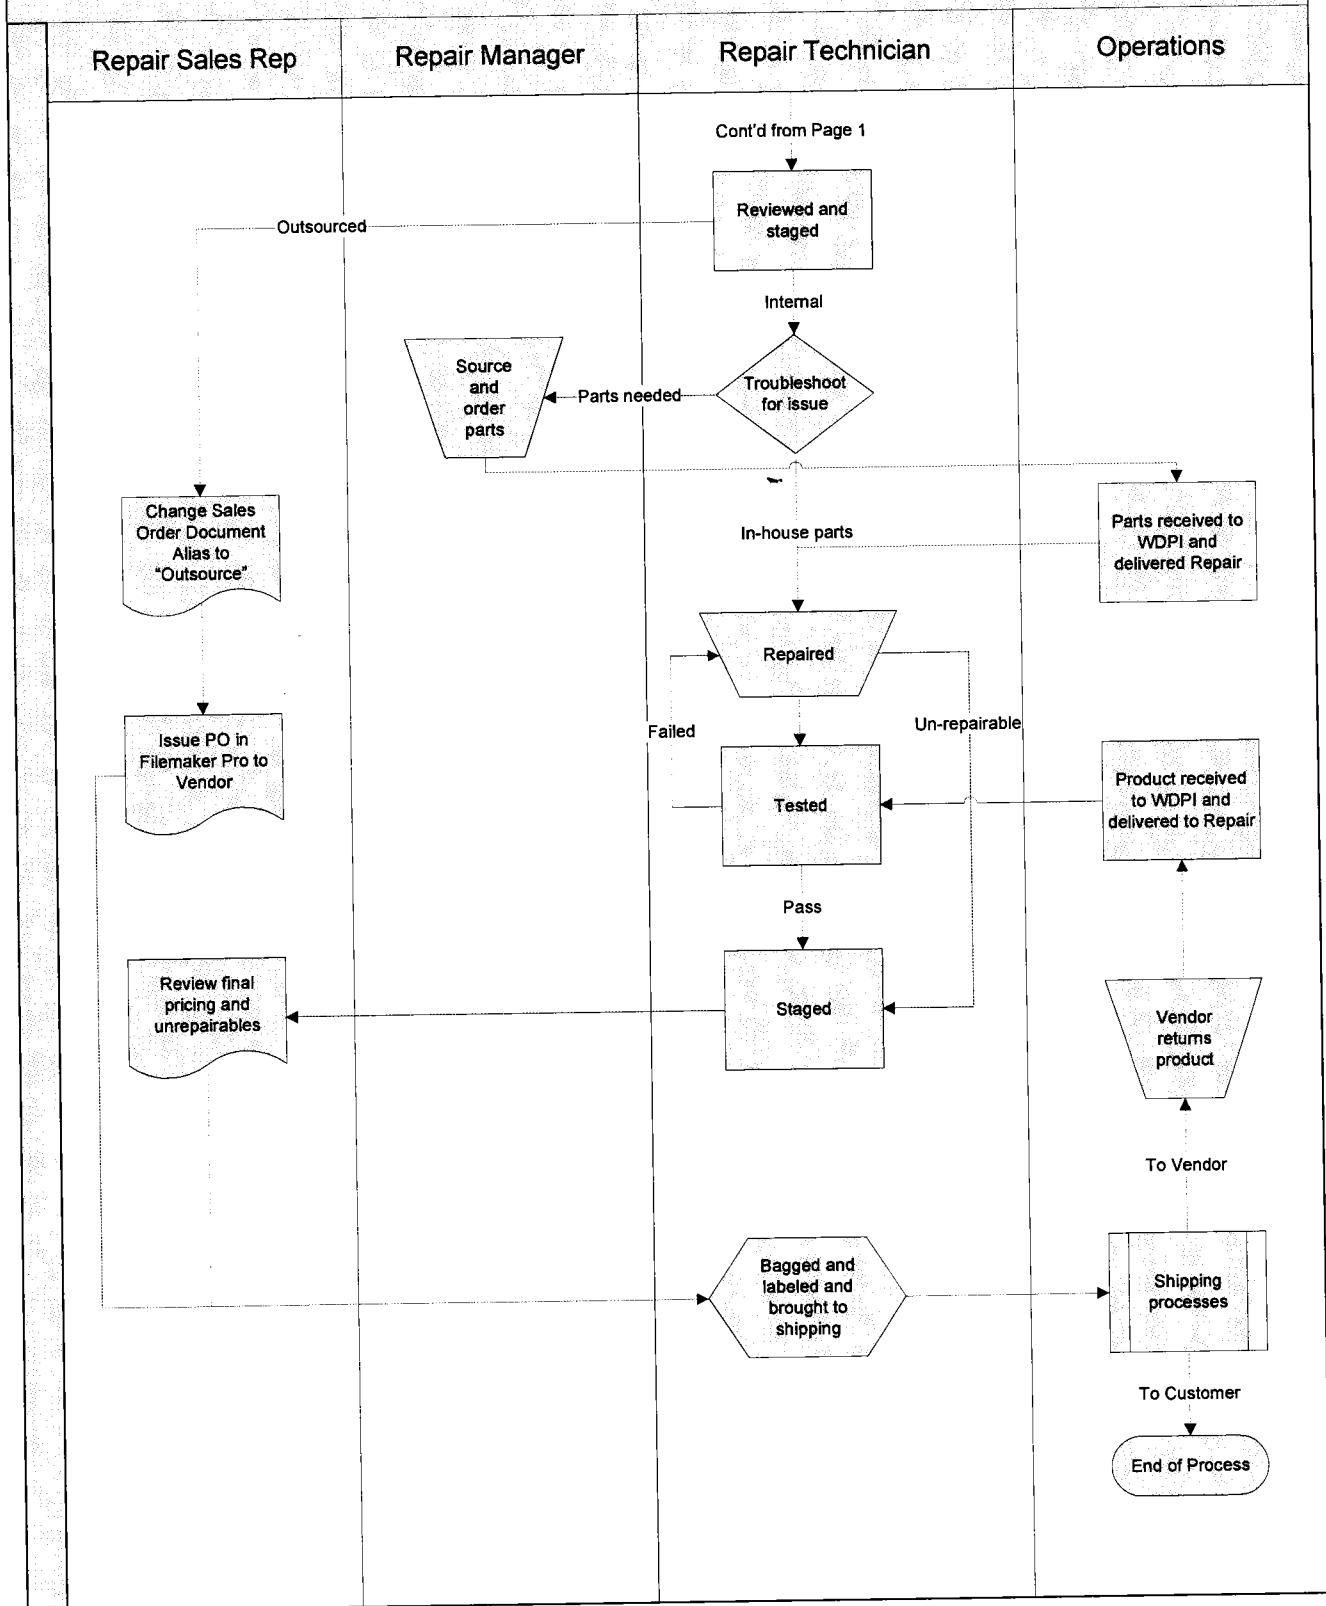 Repair Sales Rep
Repair Manager
Repair Technician
Operations
Cont'd from Page 1
Reviewed and
staged
Outsourced
Internal
Source
and
order
parts
Parts needed
Troubleshoot
for issue
Change Sales
Order Document
Alias to
"Outsource"
In-house parts
Parts received to
WDPI and
delivered Repair
Repaired
Failed
Un-repairable
Issue PO in
Filemaker Pro to
Vendor
Tested
Product received
to WDPI and
delivered to Repair
Pass
Review final
pricing and
unrepairables
Staged
Vendor
returns
product
To Vendor
Bagged and
labeled and
brought to
shipping
Shipping
processes
To Customer
End of Process